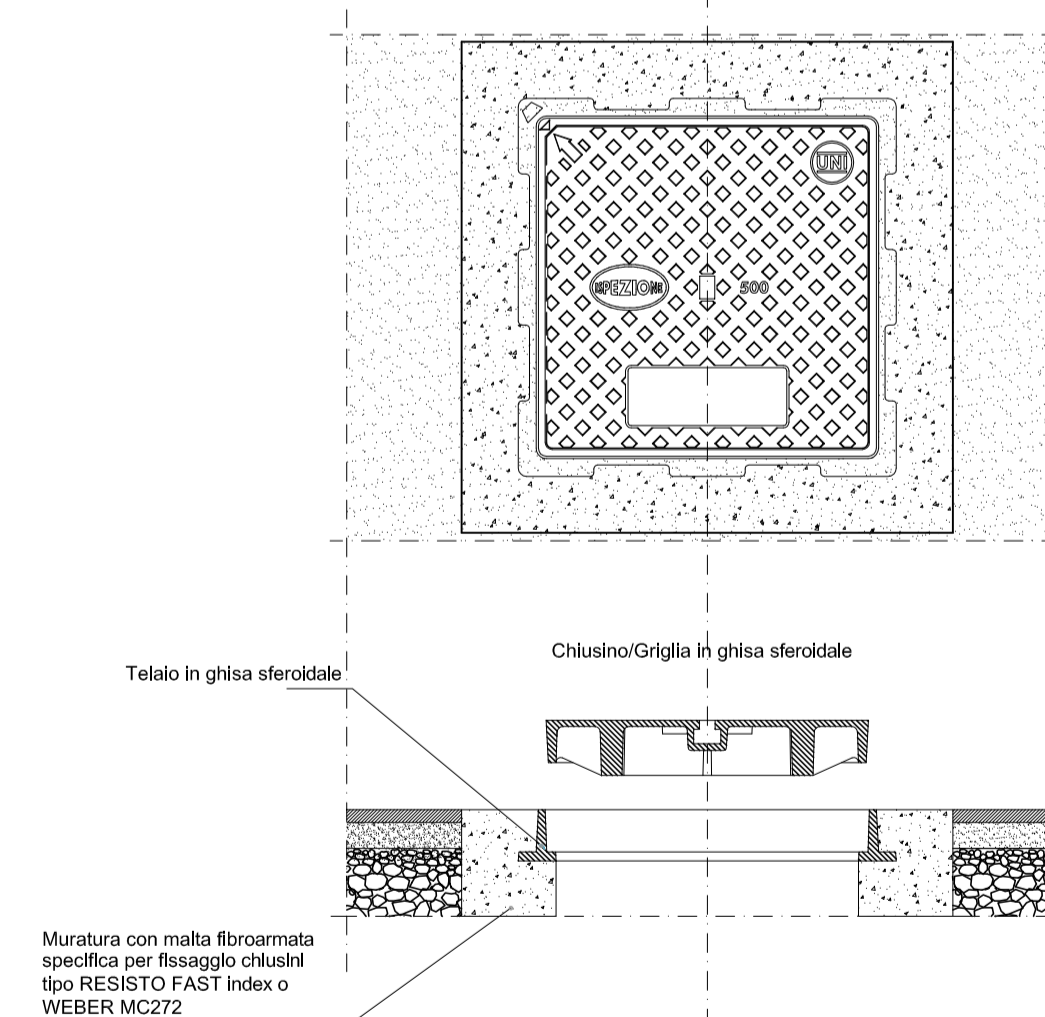 UNI
ISPEZIONE
500
Chiusino/Griglia in ghisa sferoidale
Telaio in ghisa sferoidale
Muratura con malta fibroarmata
specifica per fissaggio chiusini
tipo RESISTO FAST index o
WEBER MC272